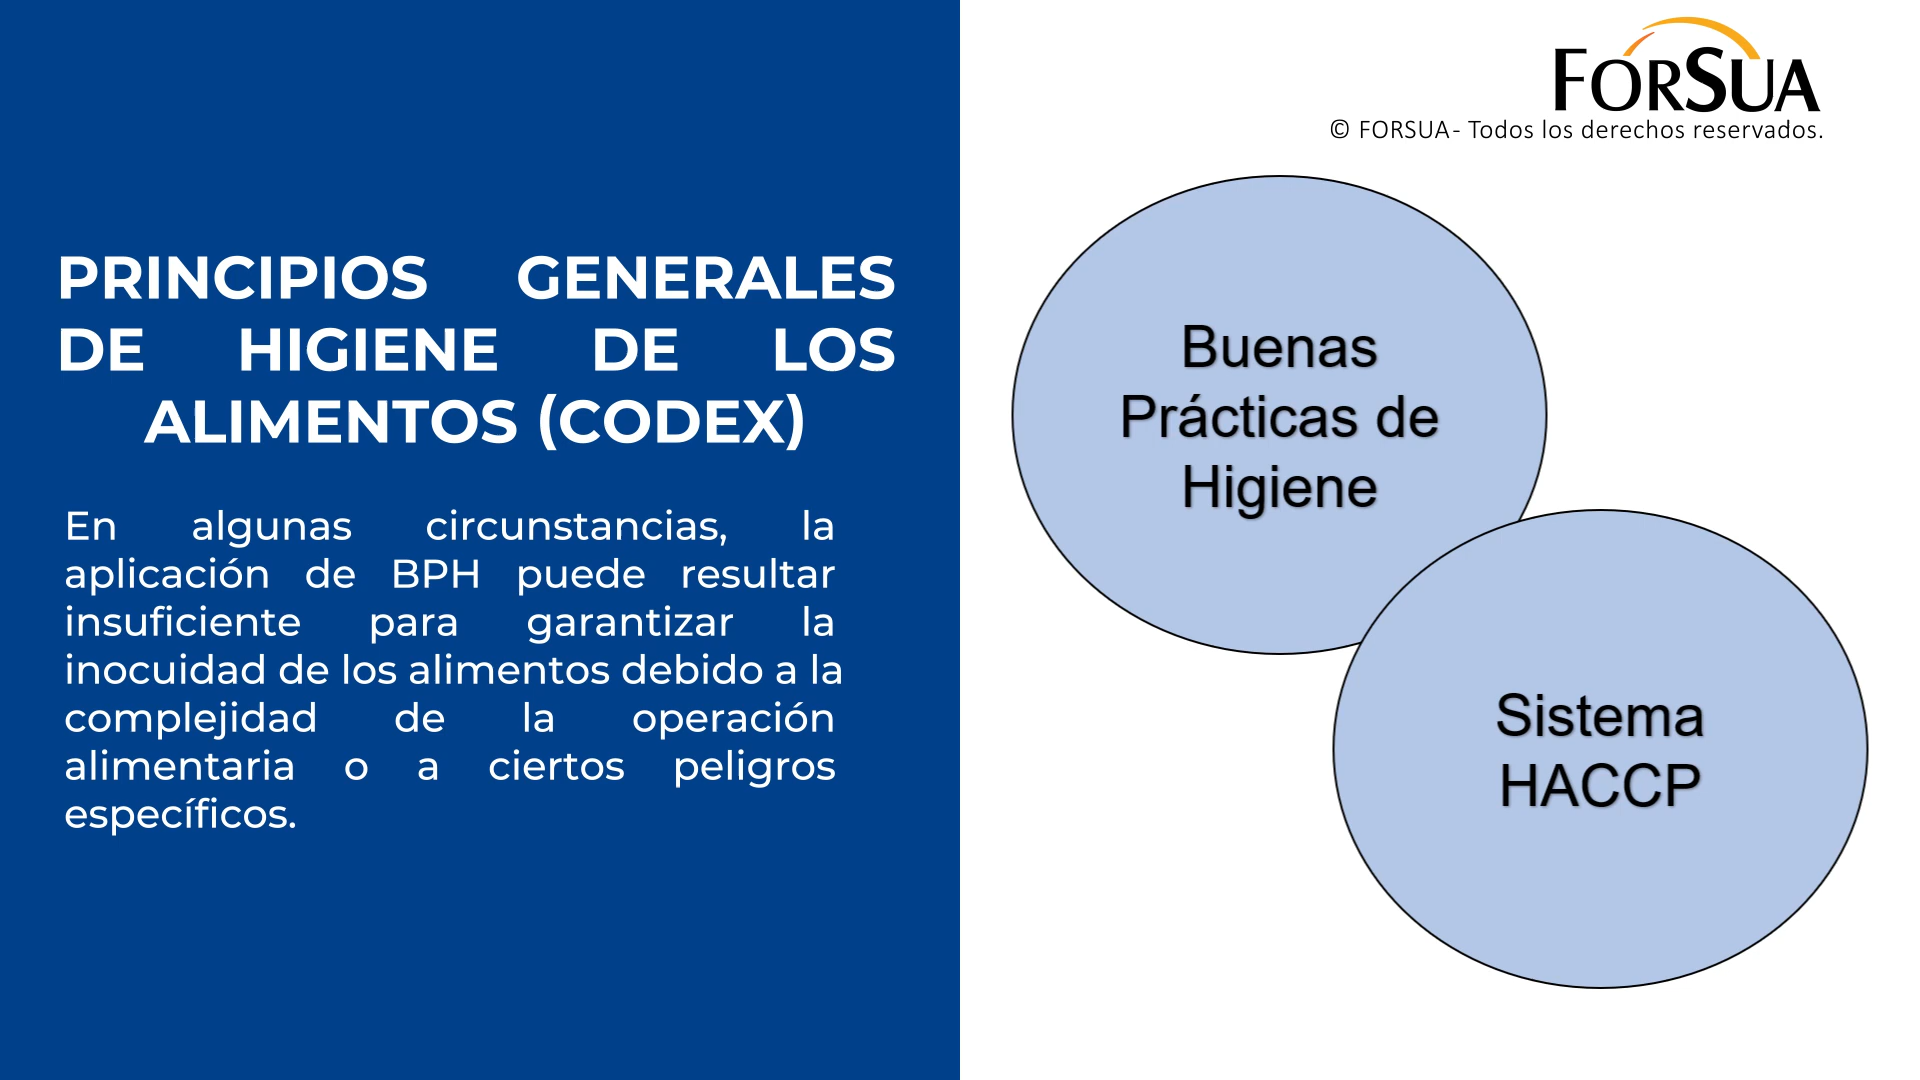 PRINCIPIOS GENERALES
DE HIGIENE DE LOS
ALIMENTOS (CODEX)
En algunas circunstancias, la
aplicación de BPH puede resultar
insuficiente para garantizar la
inocuidad de los alimentos debido a la
complejidad de la operación
alimentaria o a ciertos peligros
específicos.
FORSUA
© FORSUA- Todos los derechos reservados.
Buenas
Prácticas de
Higiene
Sistema
HACCP